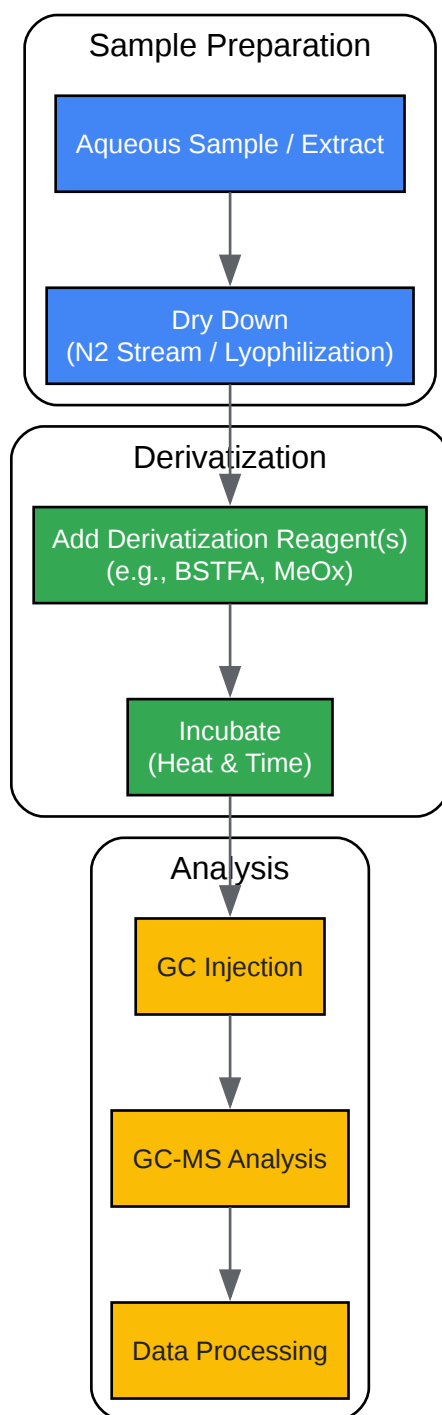 Sample Preparation
Aqueous Sample / Extract
Dry Down
(N2 Stream / Lyophilization)
Derivatization
Add Derivatization Reagent(s)
(e.g., BSTFA, MeOx)
Incubate
(Heat & Time)
Analysis
GC Injection
GC-MS Analysis
Data Processing